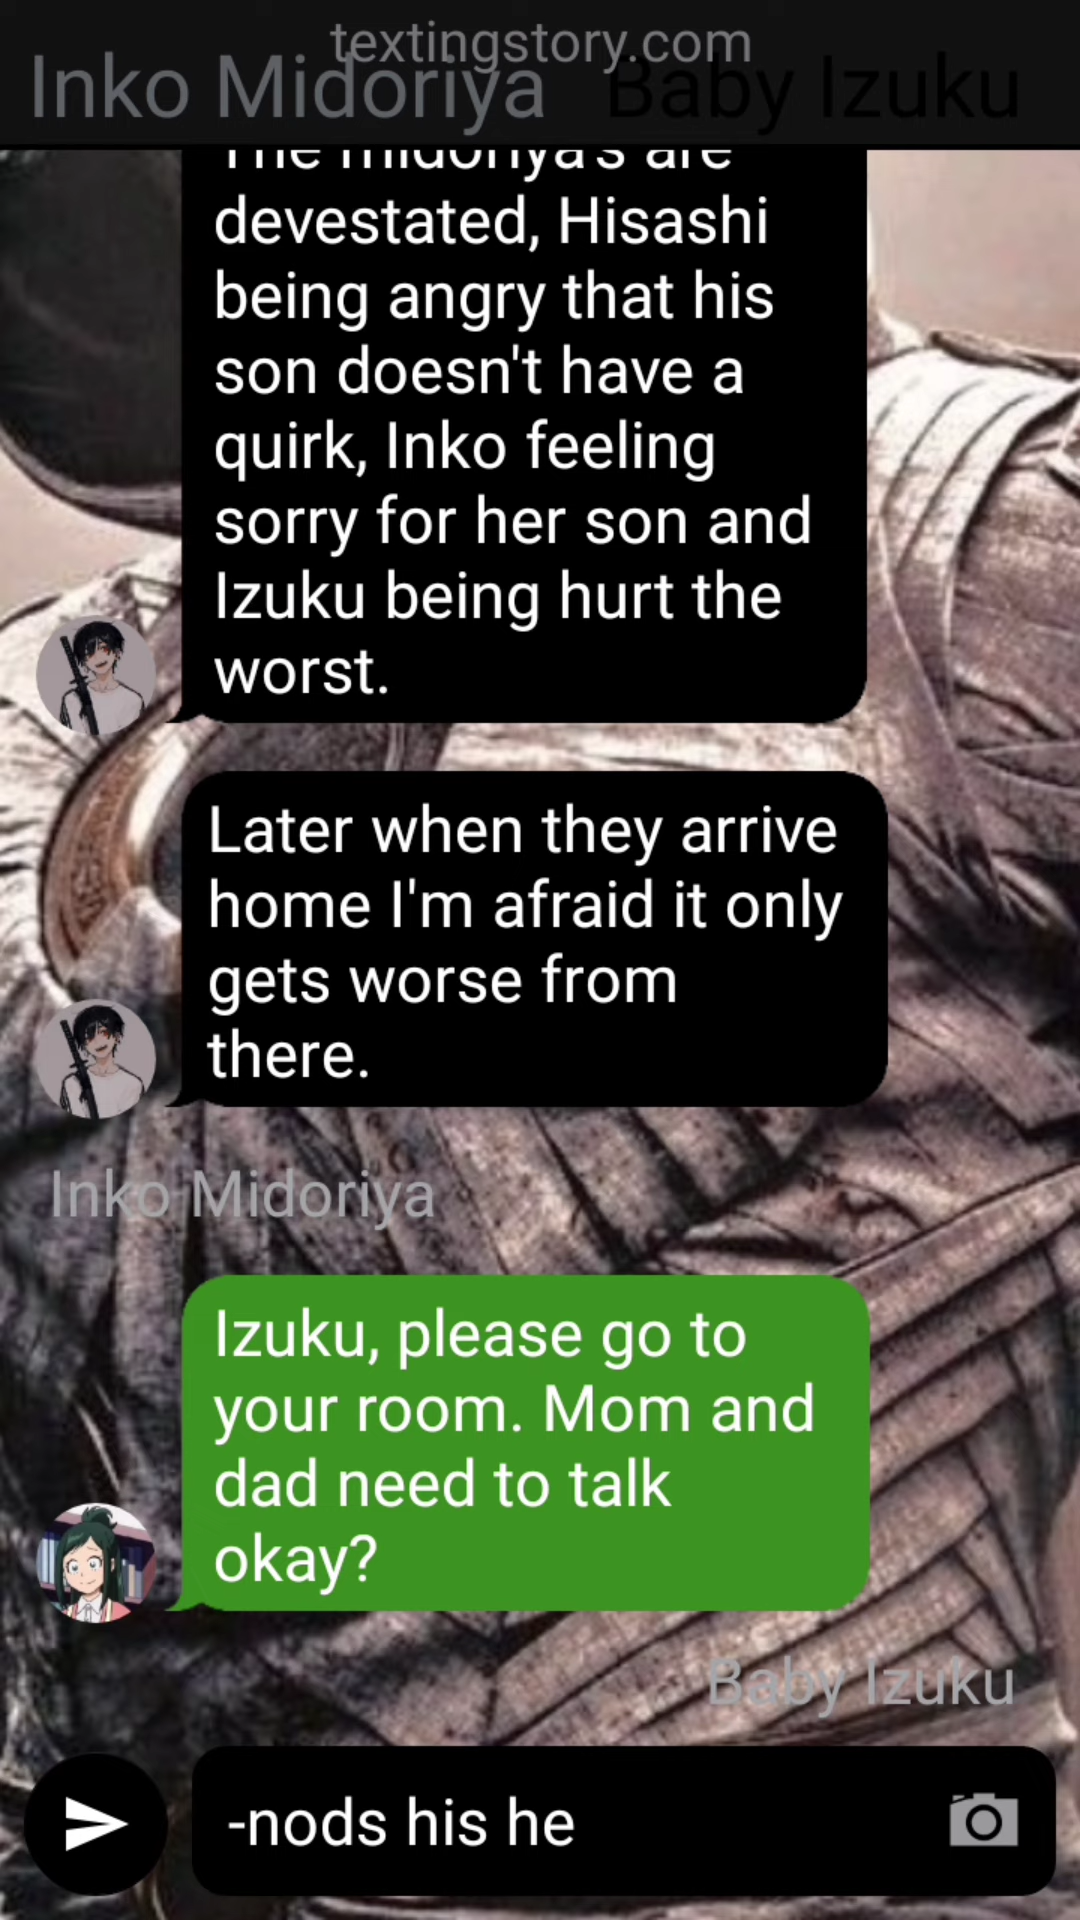 textingstory.com
Inko Midoriya Baby Izuku
The midoriya's are
devestated, Hisashi
being angry that his
son doesn't have a
quirk, Inko feeling
sorry for her son and
Izuku being hurt the
worst.
Later when they arrive
home I'm afraid it only
gets worse from
there.
Inko Midoriya
Izuku, please go to
your room. Mom and
dad need to talk
okay?
Baby Izuku
-nods his he